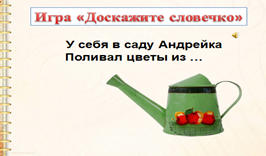 Игра «Доскажите словечко»
У себя в саду Андрейка
Поливал цветы из ...